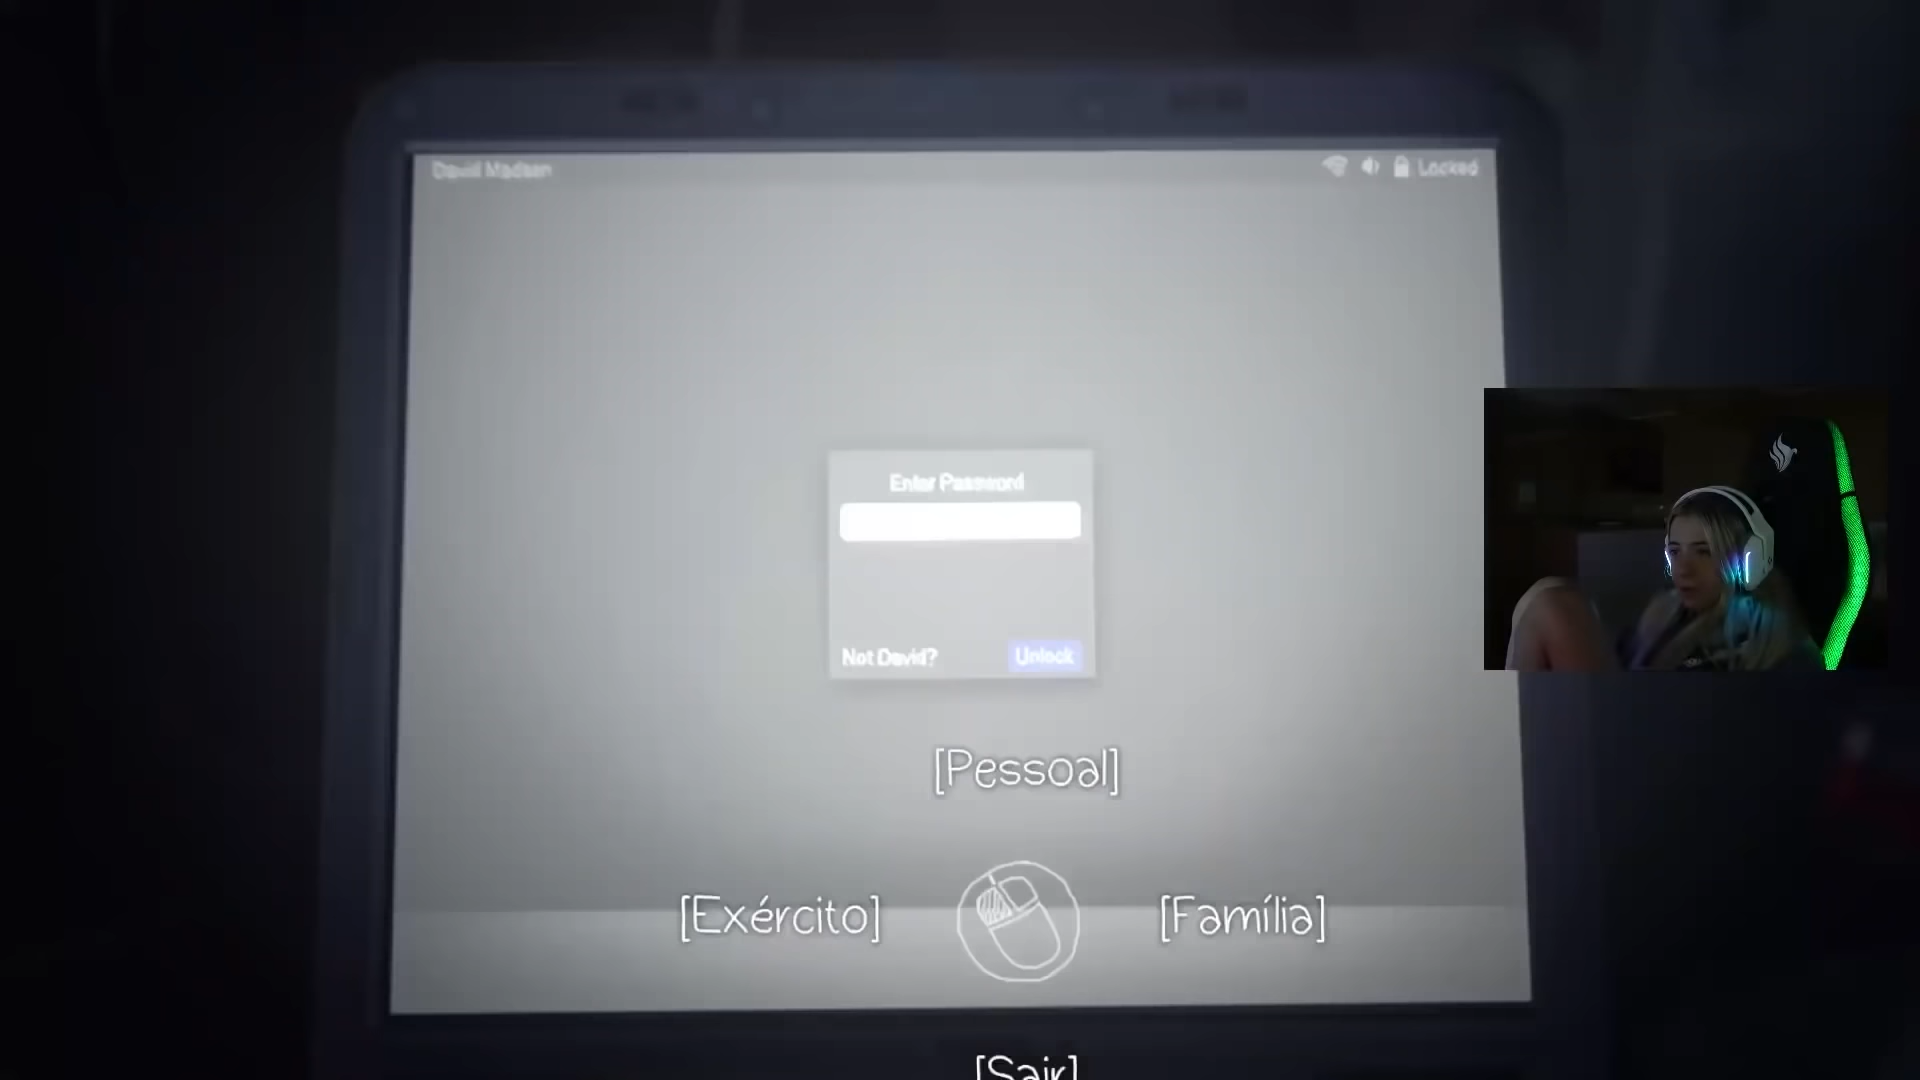 David Madsen
Locked
Enter Password
Not David?
Unlock
[Pessoal]
[Exército]
[Família]
[Sair]